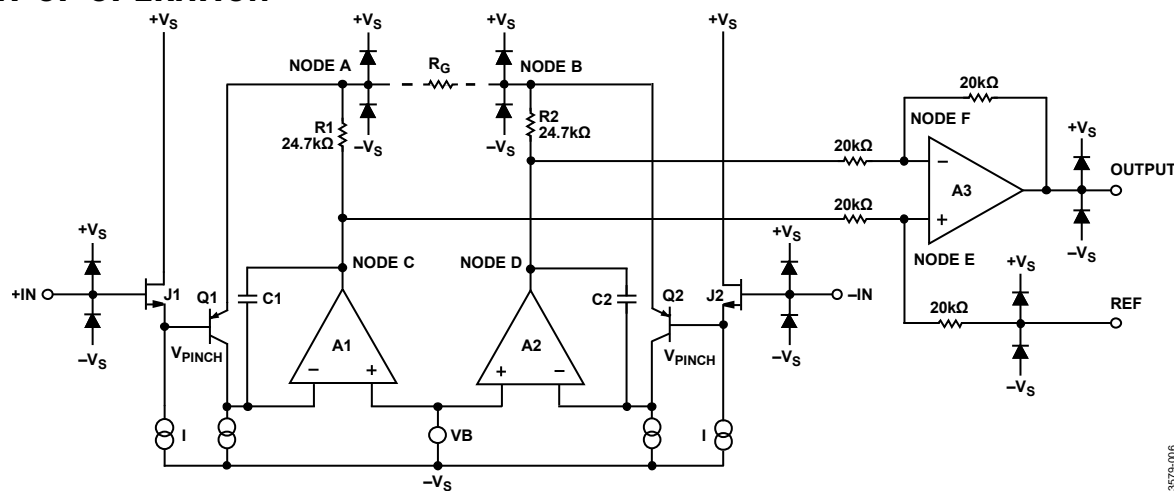 +VS
+VS
+VS
+VS
NODE A
RG
NODE B
20kΩ
R1
24.7kΩ
R2
24.7kΩ
–VS
–VS
NODE F
+VS
20kΩ
–
A3
OUTPUT
20kΩ
+
–VS
+VS
NODE C
NODE D
+VS
NODE E
+VS
+IN
J1
Q1
C1
C2
Q2
J2
–IN
20kΩ
REF
–VS
VPINCH
A1
A2
VPINCH
–VS
–VS
–
+
+
–
I
VB
I
–VS
3579-006